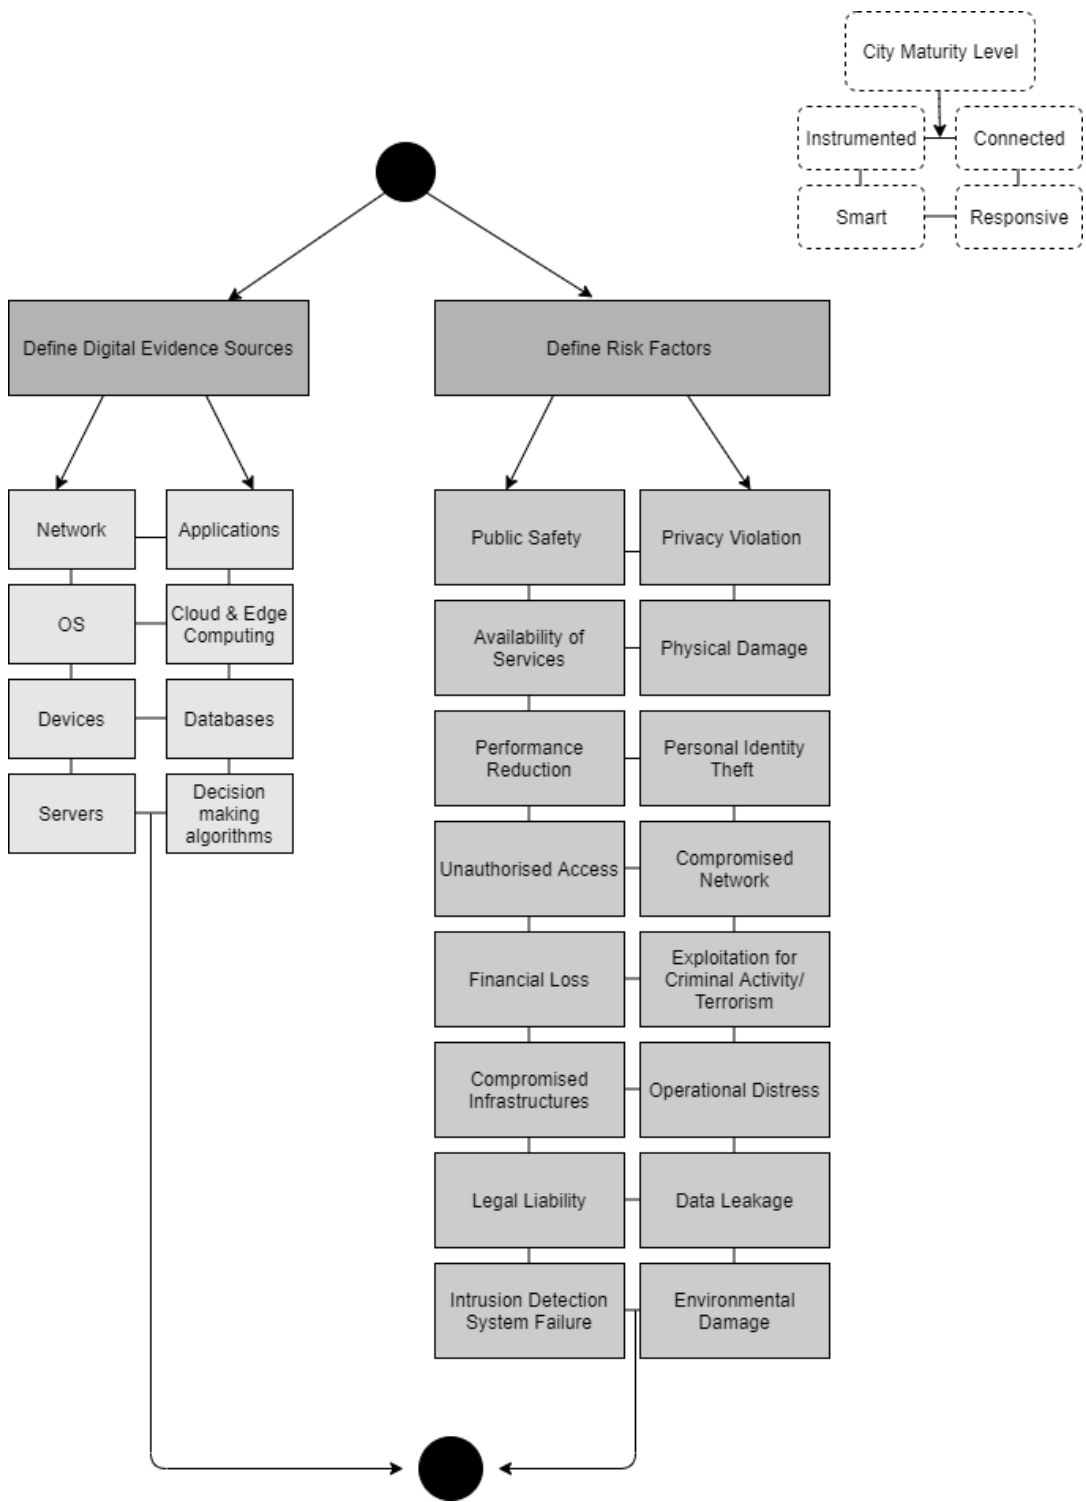 City Maturity Level
Instrumented
Connected
Smart
Responsive
Define Digital Evidence Sources
Define Risk Factors
Network
Applications
OS
Cloud & Edge
Computing
Devices
Databases
Servers
Decision
making
algorithms
Public Safety
Privacy Violation
Availability of
Services
Physical Damage
Performance
Reduction
Personal Identity
Theft
Unauthorised Access
Compromised
Network
Financial Loss
Exploitation for
Criminal Activity/
Terrorism
Compromised
Infrastructures
Operational Distress
Legal Liability
Data Leakage
Intrusion Detection
System Failure
Environmental
Damage